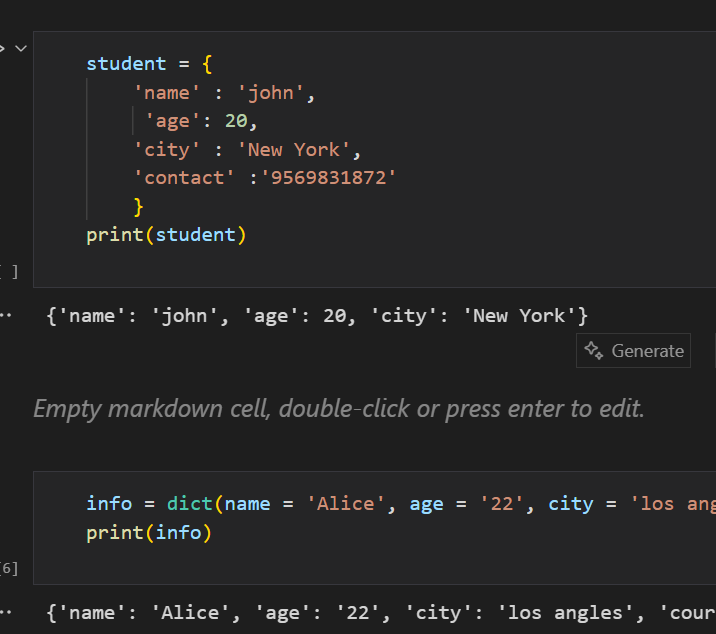 student = {
'name' : 'john',
'age': 20,
'city' : 'New York',
'contact' :'9569831872'
}
print(student)
[ ]
{'name': 'john', 'age': 20, 'city': 'New York'}
Generate
Empty markdown cell, double-click or press enter to edit.
info = dict(name = 'Alice', age = '22', city = 'los ang
print(info)
[6]
{'name': 'Alice', 'age': '22', 'city': 'los angles', 'cour